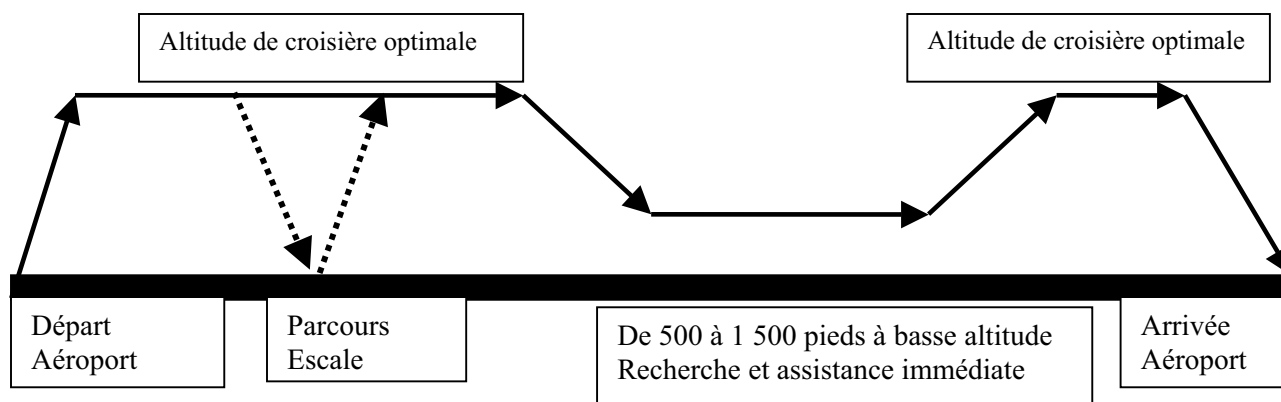 Altitude de croisière optimale
Altitude de croisière optimale
Départ
Aéroport
Parcours
Escale
De 500 à 1 500 pieds à basse altitude
Recherche et assistance immédiate
Arrivée
Aéroport